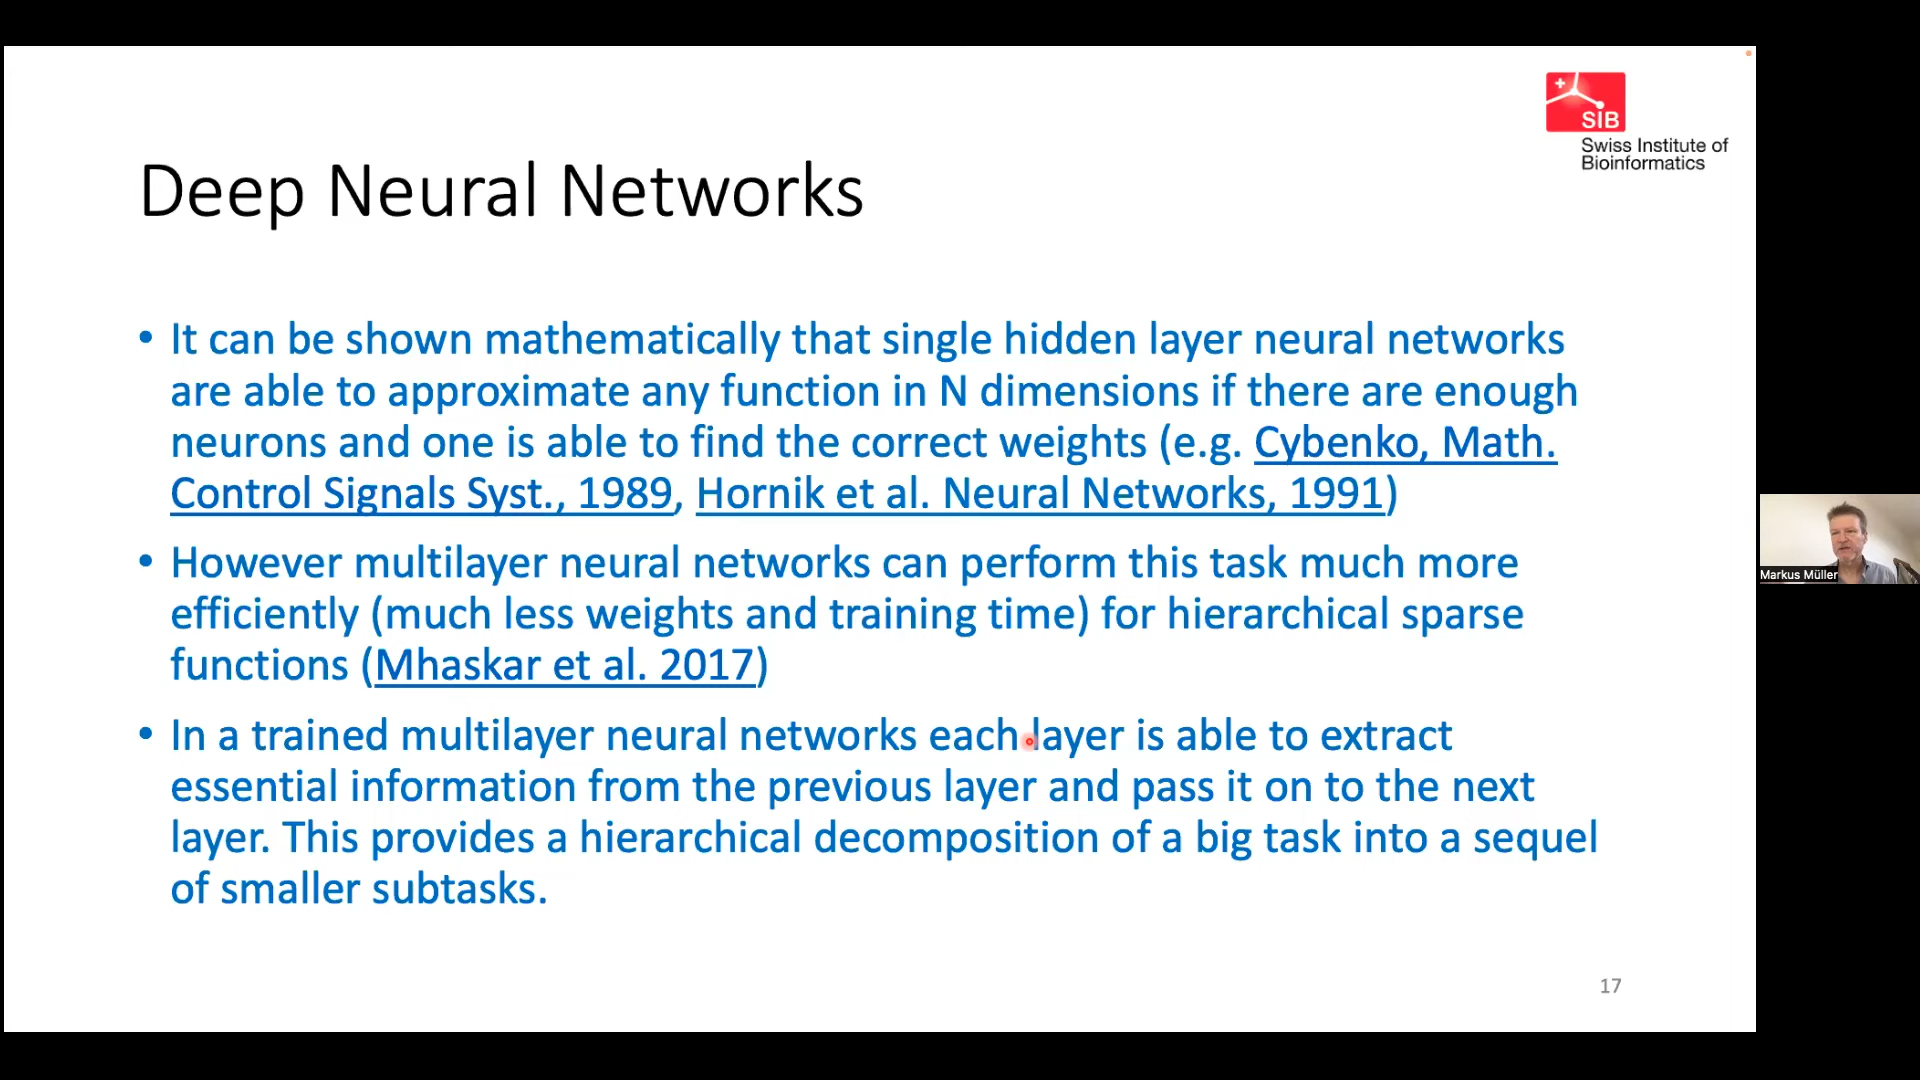 SIB
Swiss Institute of
Bioinformatics
Deep Neural Networks
• It can be shown mathematically that single hidden layer neural networks
are able to approximate any function in N dimensions if there are enough
neurons and one is able to find the correct weights (e.g. Cybenko, Math.
Control Signals Syst., 1989, Hornik et al. Neural Networks, 1991)
• However multilayer neural networks can perform this task much more
efficiently (much less weights and training time) for hierarchical sparse
functions (Mhaskar et al. 2017)
• In a trained multilayer neural networks each layer is able to extract
essential information from the previous layer and pass it on to the next
layer. This provides a hierarchical decomposition of a big task into a sequel
of smaller subtasks.
17
Markus Müller